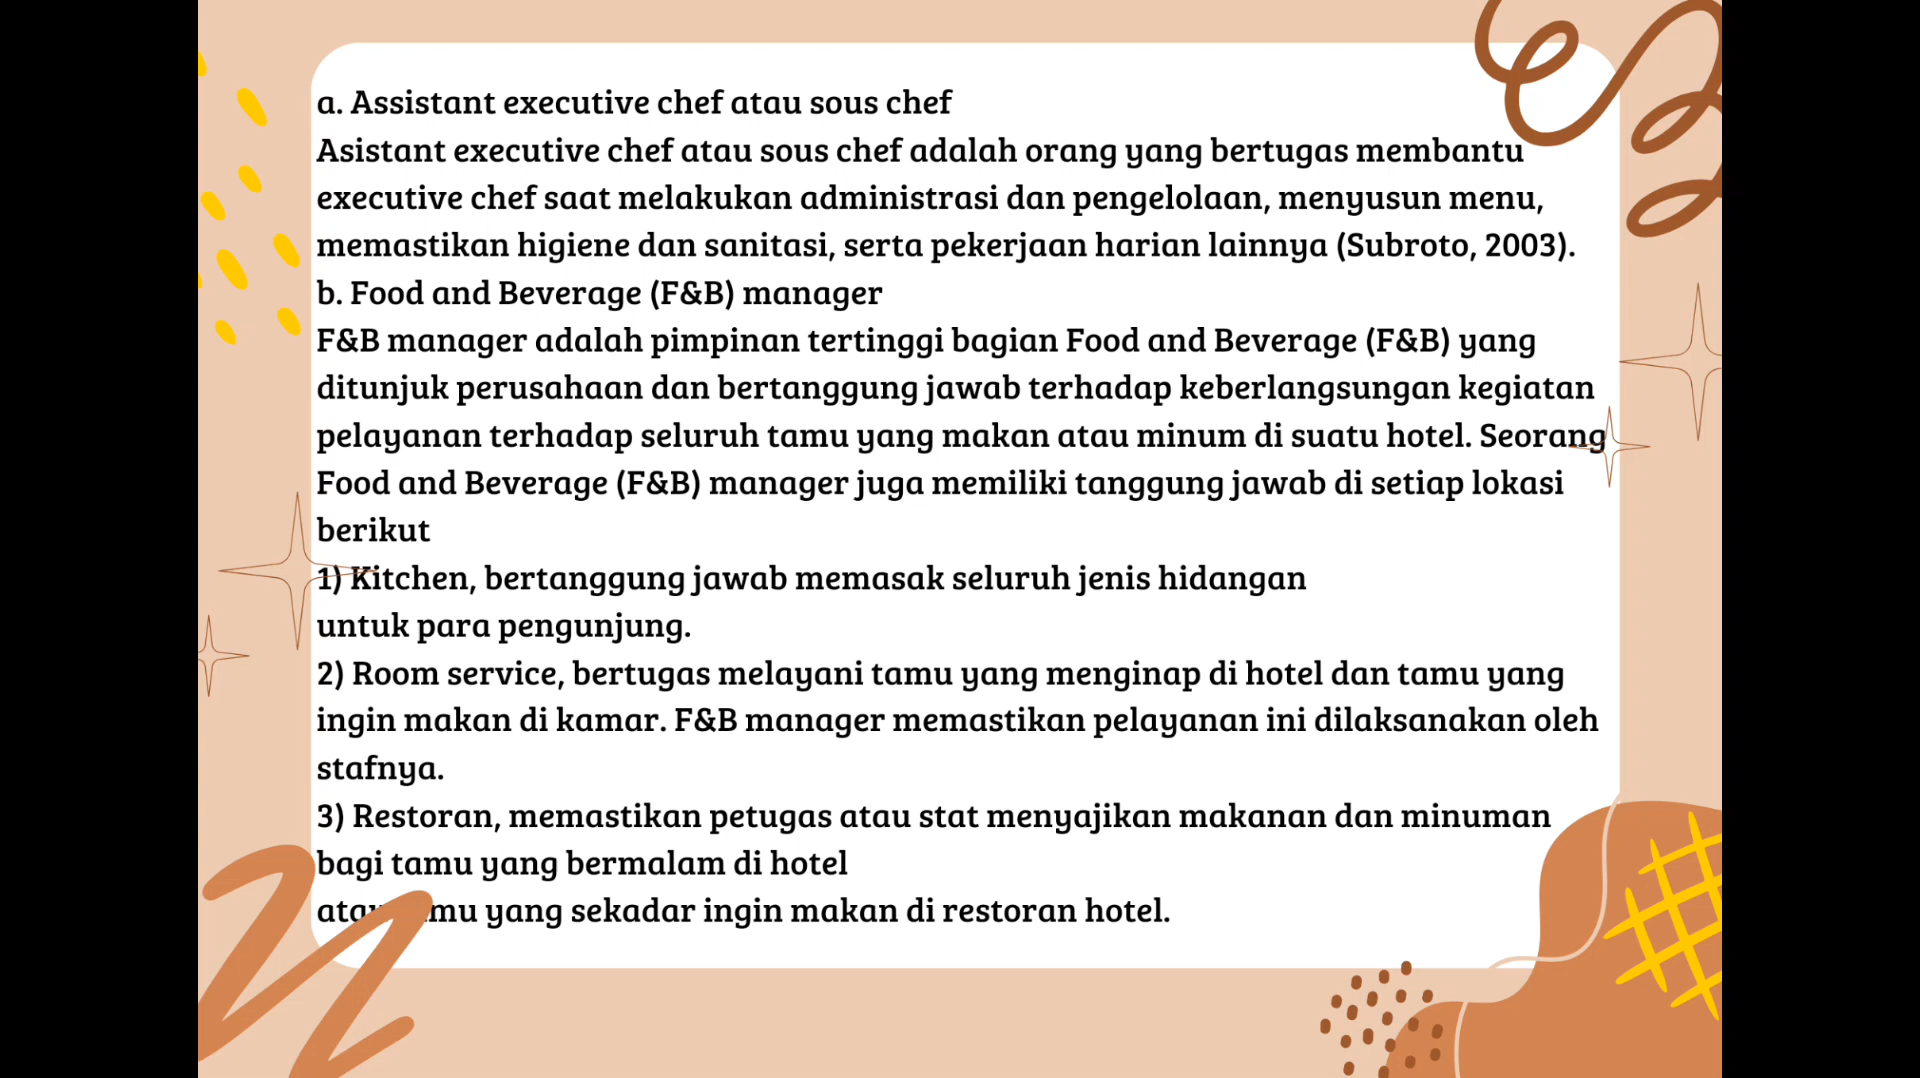 a. Assistant executive chef atau sous chef
Asistant executive chef atau sous chef adalah orang yang bertugas membantu
executive chef saat melakukan administrasi dan pengelolaan, menyusun menu,
memastikan higiene dan sanitasi, serta pekerjaan harian lainnya (Subroto, 2003).
b. Food and Beverage (F&B) manager
F&B manager adalah pimpinan tertinggi bagian Food and Beverage (F&B) yang
ditunjuk perusahaan dan bertanggung jawab terhadap keberlangsungan kegiatan
pelayanan terhadap seluruh tamu yang makan atau minum di suatu hotel. Seorang
Food and Beverage (F&B) manager juga memiliki tanggung jawab di setiap lokasi
berikut
1) Kitchen, bertanggung jawab memasak seluruh jenis hidangan
untuk para pengunjung.
2) Room service, bertugas melayani tamu yang menginap di hotel dan tamu yang
ingin makan di kamar. F&B manager memastikan pelayanan ini dilaksanakan oleh
stafnya.
3) Restoran, memastikan petugas atau stat menyajikan makanan dan minuman
bagi tamu yang bermalam di hotel
atau tamu yang sekadar ingin makan di restoran hotel.